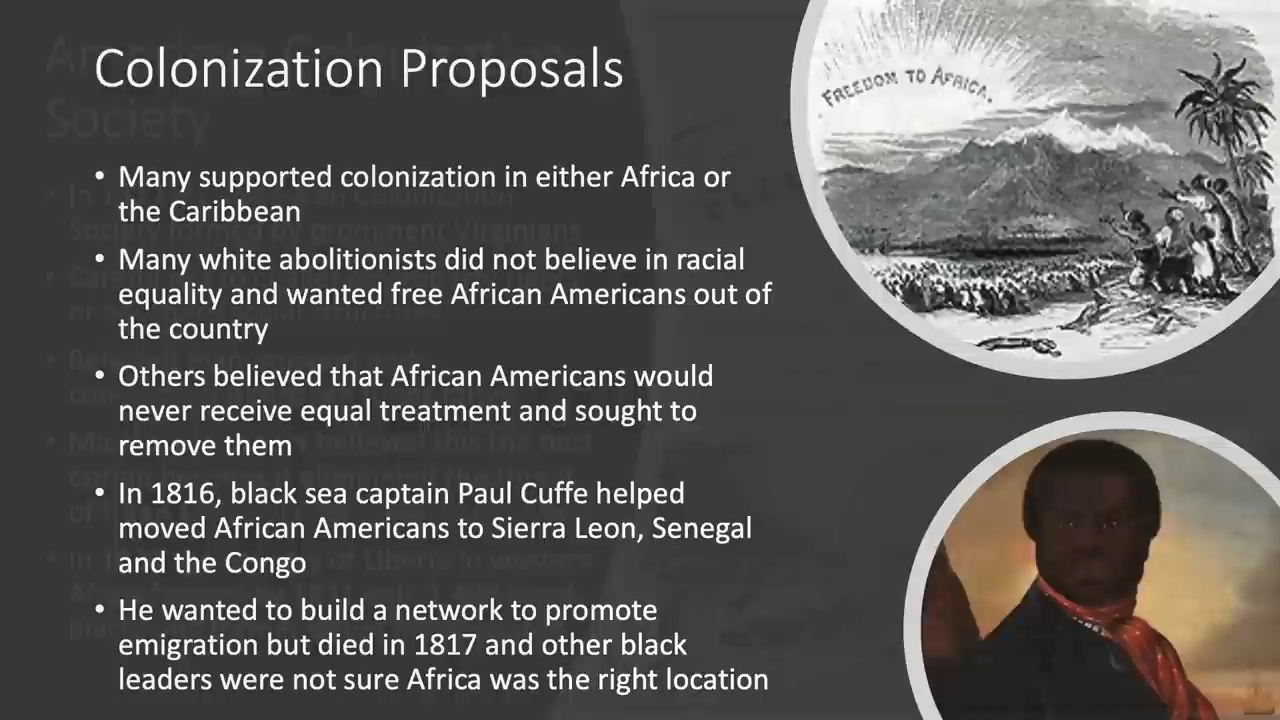 Colonization Proposals
FREEDOM TO AFRICA.
• Many supported colonization in either Africa or
the Caribbean
• Many white abolitionists did not believe in racial
equality and wanted free African Americans out of
the country
• Others believed that African Americans would
never receive equal treatment and sought to
remove them
• In 1816, black sea captain Paul Cuffe helped
moved African Americans to Sierra Leon, Senegal
and the Congo
• He wanted to build a network to promote
emigration but died in 1817 and other black
leaders were not sure Africa was the right location
Society